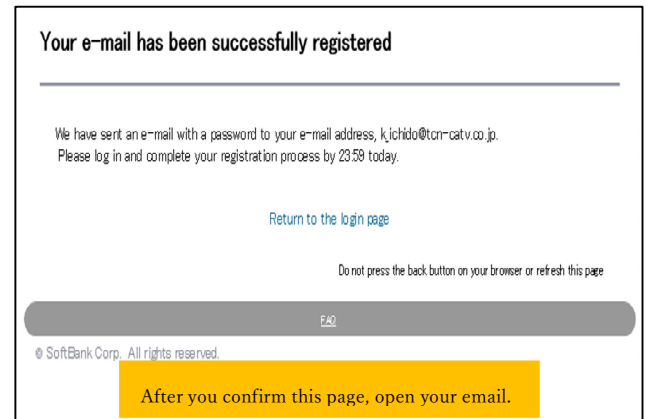 Your e-mail has been successfully registered
We have sent an e-mail with a password to your e-mail address, k_ichido@tcn-catv.co.jp.
Please log in and complete your registration process by 23:59 today.
Return to the login page
Do not press the back button on your browser or refresh this page
FAQ
© SoftBank Corp. All rights reserved.
After you confirm this page, open your email.